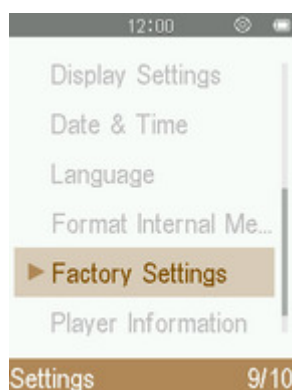 12:00
Display Settings
Date & Time
Language
Format Internal Me...
Factory Settings
Player Information
Settings 9/10